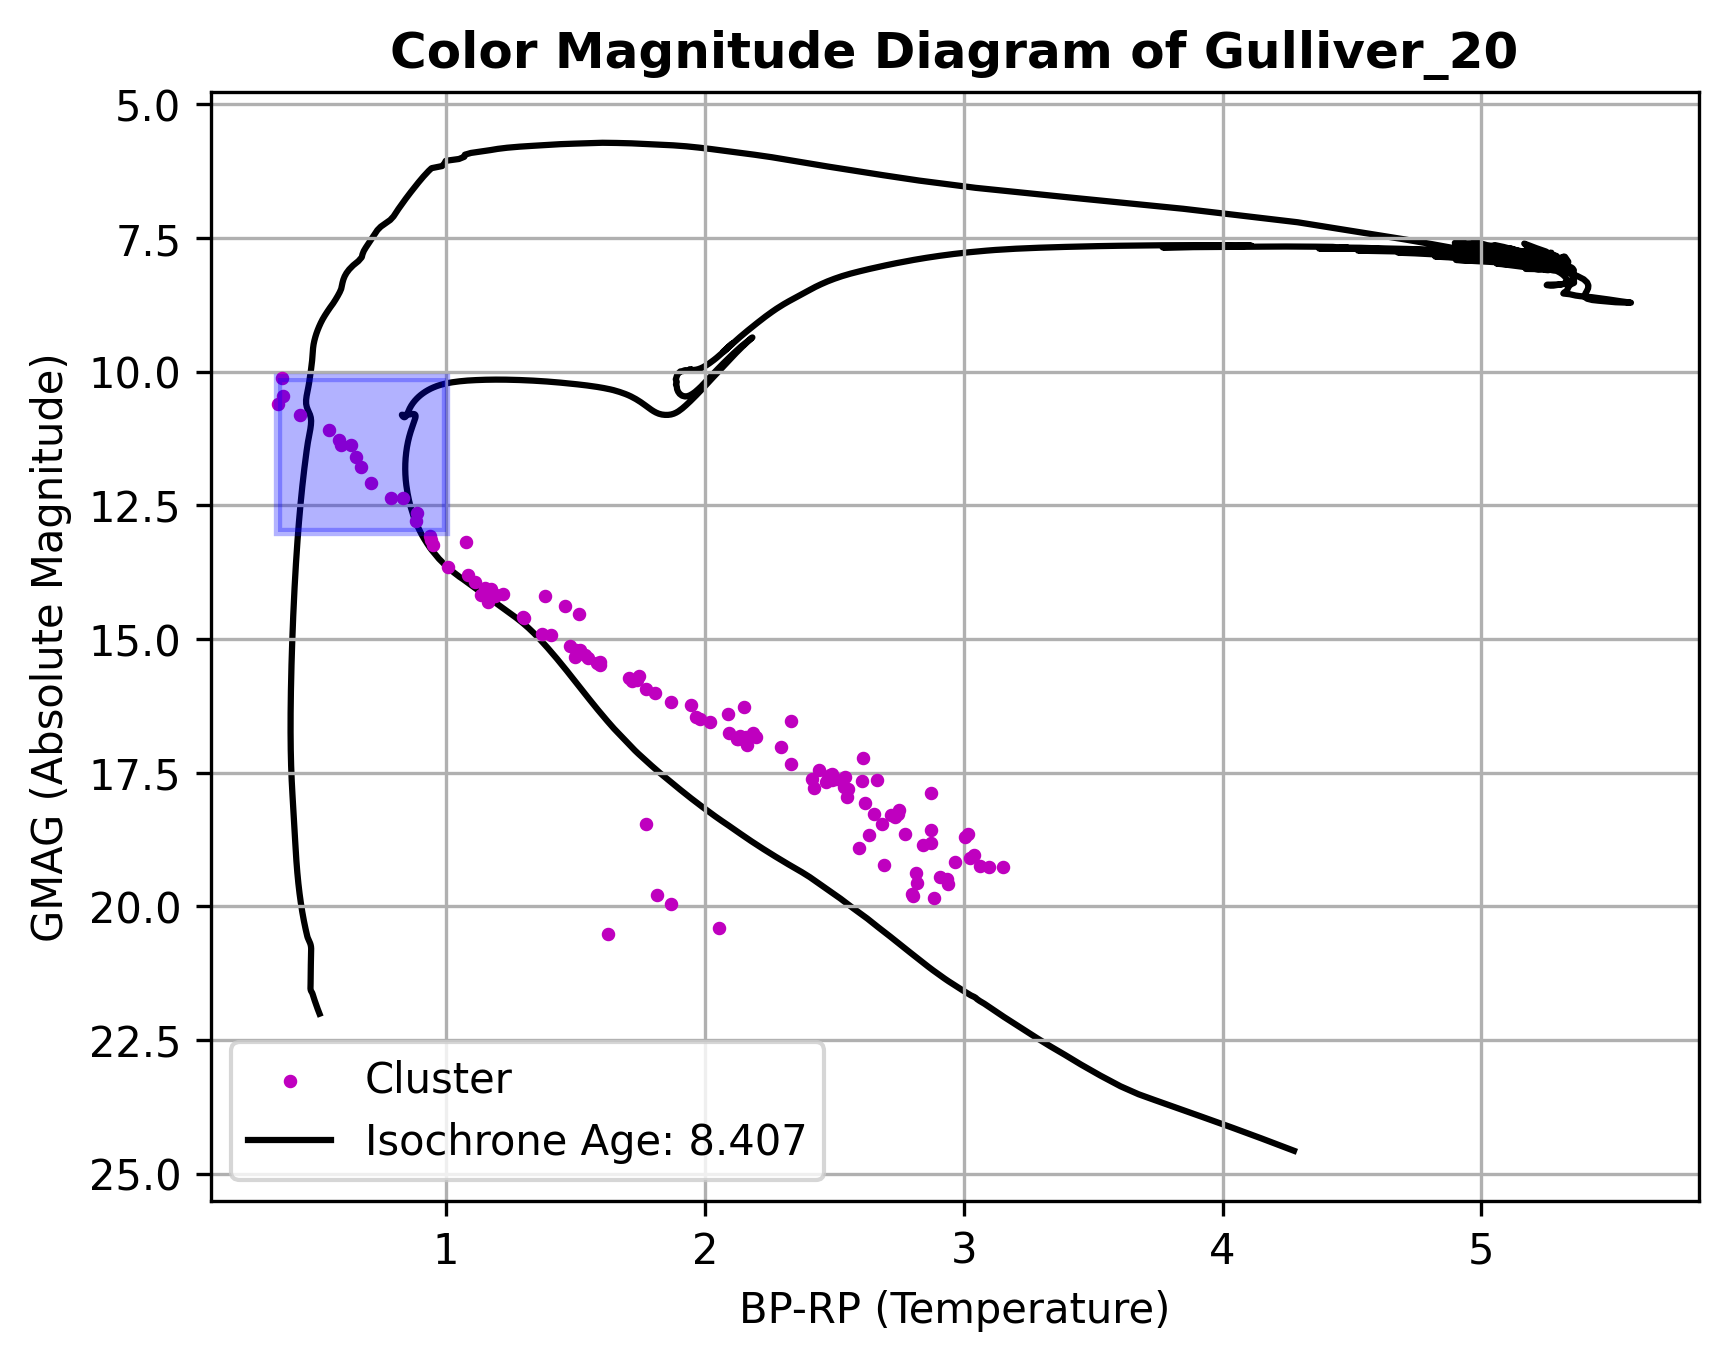 Color Magnitude Diagram of Gulliver_20
GMAG (Absolute Magnitude)
5.0
7.5
10.0
12.5
15.0
17.5
20.0
22.5
25.0
Cluster
Isochrone Age: 8.407
1 2 3 4 5
BP-RP (Temperature)